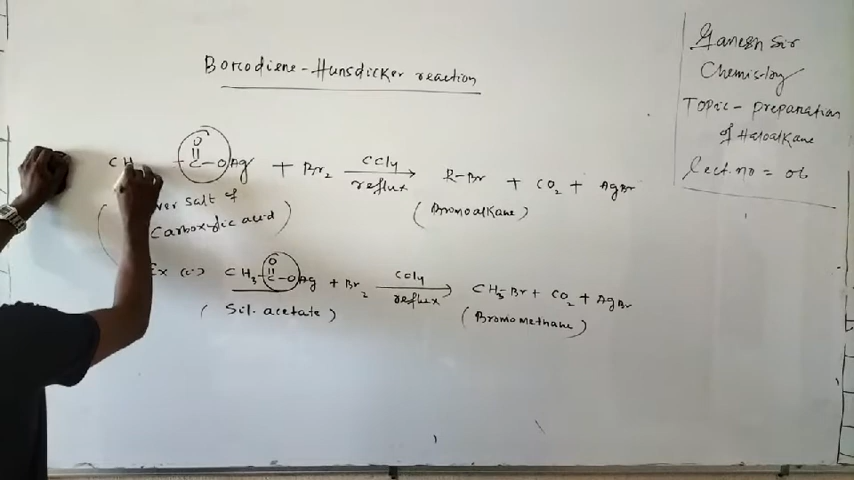 Borcodiene-Hunsdicker reaction
Ganesh Sir
Chemistry
Topic - preparation
of Haloalkane
Lect. no = 06
CH - C - OAg + Br2 CCl4 R-Br + CO2 + AgBr
O
reflux
ver salt of
Carboxylic acid ) ( Bromoalkane )
Ex (i) CH3 - C - OAg + Br2 CCl4 CH3-Br + CO2 + AgBr
O
reflux
( Sil. acetate ) ( Bromomethane )